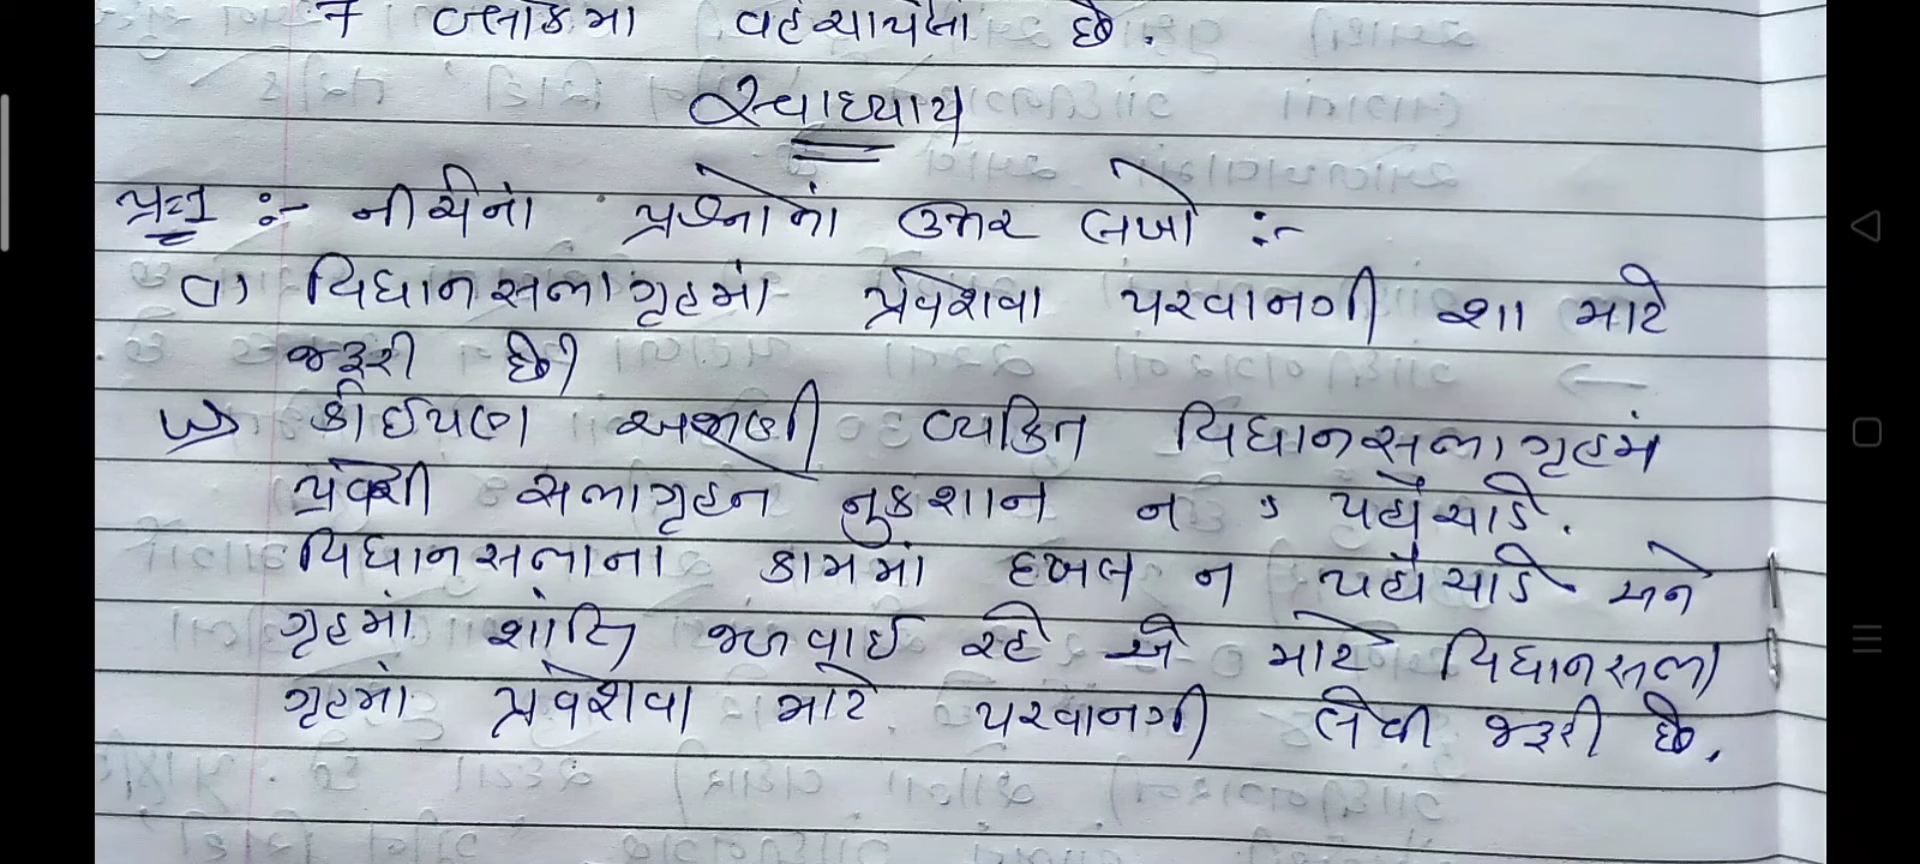 7 બ્લોકમાં વહેંચાયેલા છે.
સ્વાધ્યાય
પ્રશ્ન-1 :- નીચેના પ્રશ્નોનાં ઉત્તર લખો :-
(1) વિધાનસભાગૃહમાં પ્રવેશવા પરવાનગી શા માટે
જરૂરી છે?
કોઈપણ અજાણી વ્યકિત વિધાનસભાગૃહમાં
પ્રવેશી સભાગૃહને નુકશાન ન પહોંચાડે.
વિધાનસભાના કામમાં દખલ ન પહોંચાડે અને
ગૃહમાં શાંતિ જળવાઈ રહે એ માટે વિધાનસભા
ગૃહમાં પ્રવેશવા માટે પરવાનગી લેવી જરૂરી છે.